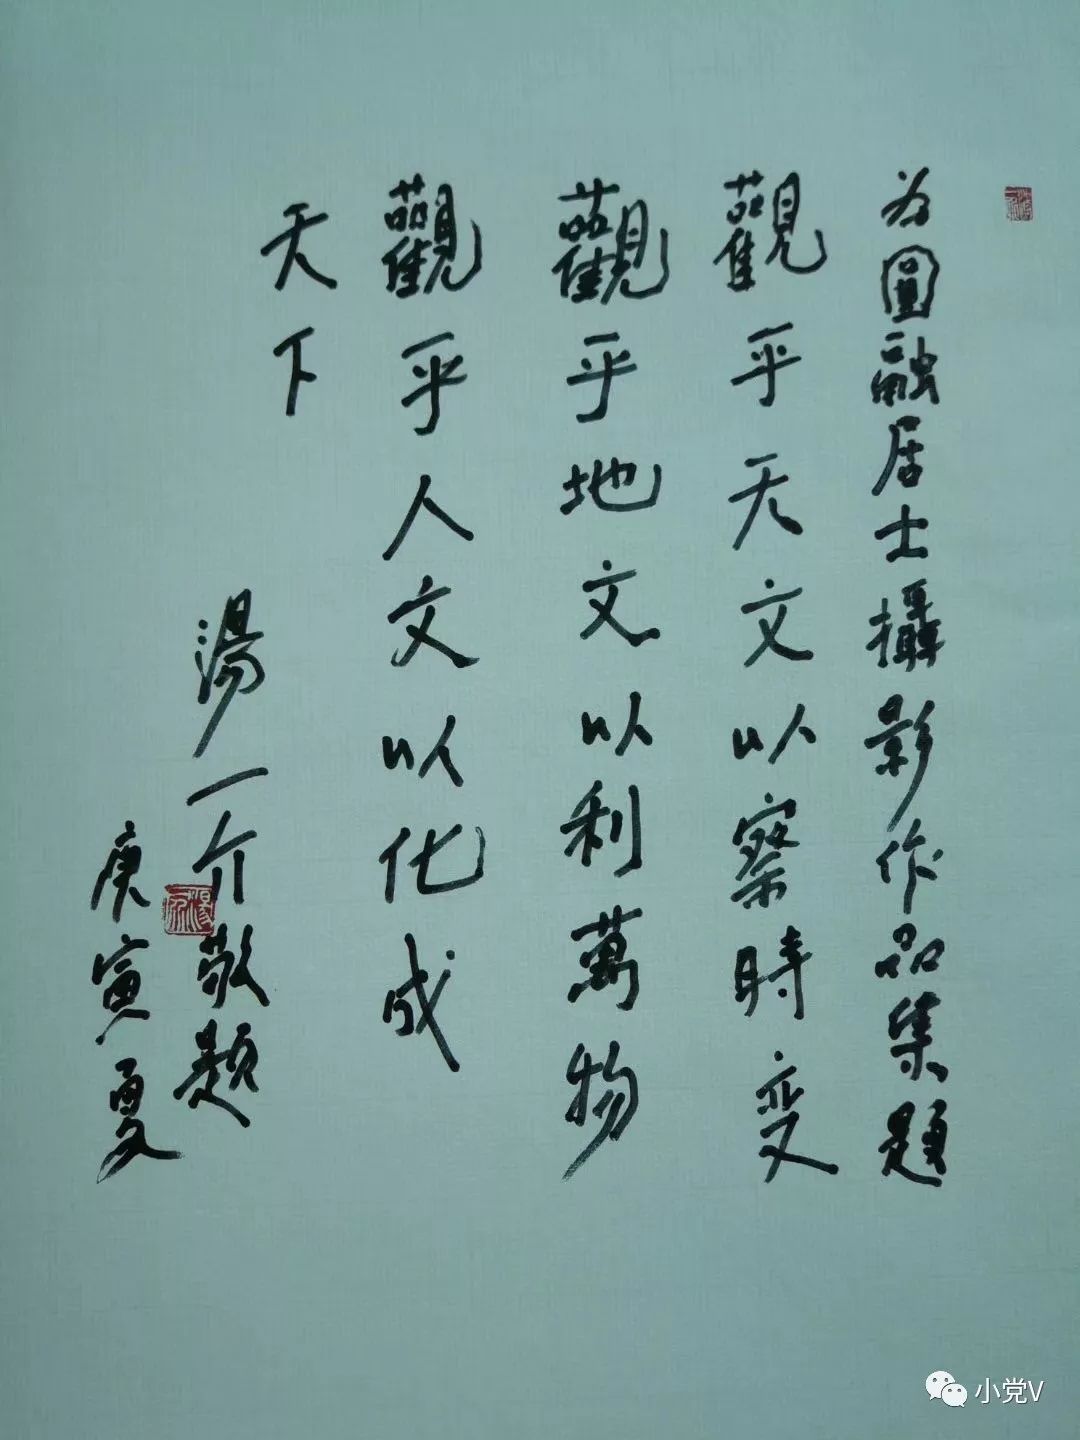 为圓融居士攝影作品集題
觀乎天文以察時变
觀乎地文以利萬物
觀乎人文以化成
天下
湯一介敬題
庚寅夏
小党V